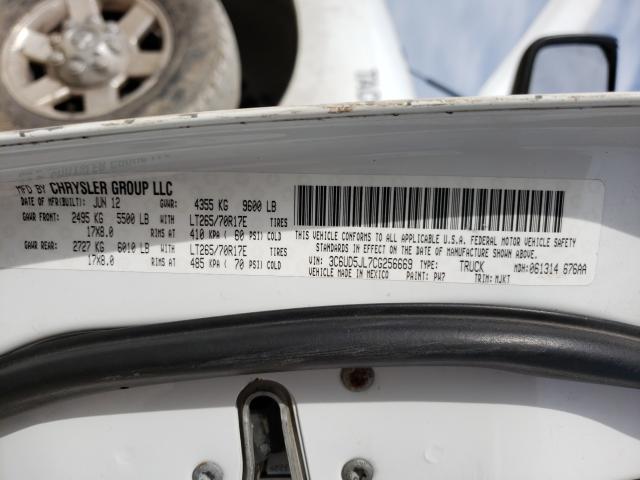 MFD BY CHRYSLER GROUP LLC
DATE OF MFR(BUILT): JUN 12 GVWR: 4355 KG 9600 LB
GAWR FRONT: 2495 KG 5500 LB WITH LT265/70R17E TIRES
17X8.0 RIMS AT 410 KPA ( 60 PSI) COLD
GAWR REAR: 2727 KG 6010 LB WITH LT265/70R17E TIRES
17X8.0 RIMS AT 485 KPA ( 70 PSI) COLD
THIS VEHICLE CONFORMS TO ALL APPLICABLE U.S.A. FEDERAL MOTOR VEHICLE
SAFETY STANDARDS IN EFFECT ON THE DATE OF MANUFACTURE SHOWN ABOVE.
VIN: 3C6UD5JL7CG256669 TYPE: TRUCK MDH: 061314 676AA
VEHICLE MADE IN MEXICO PAINT: PW7 TRIM: MJKT